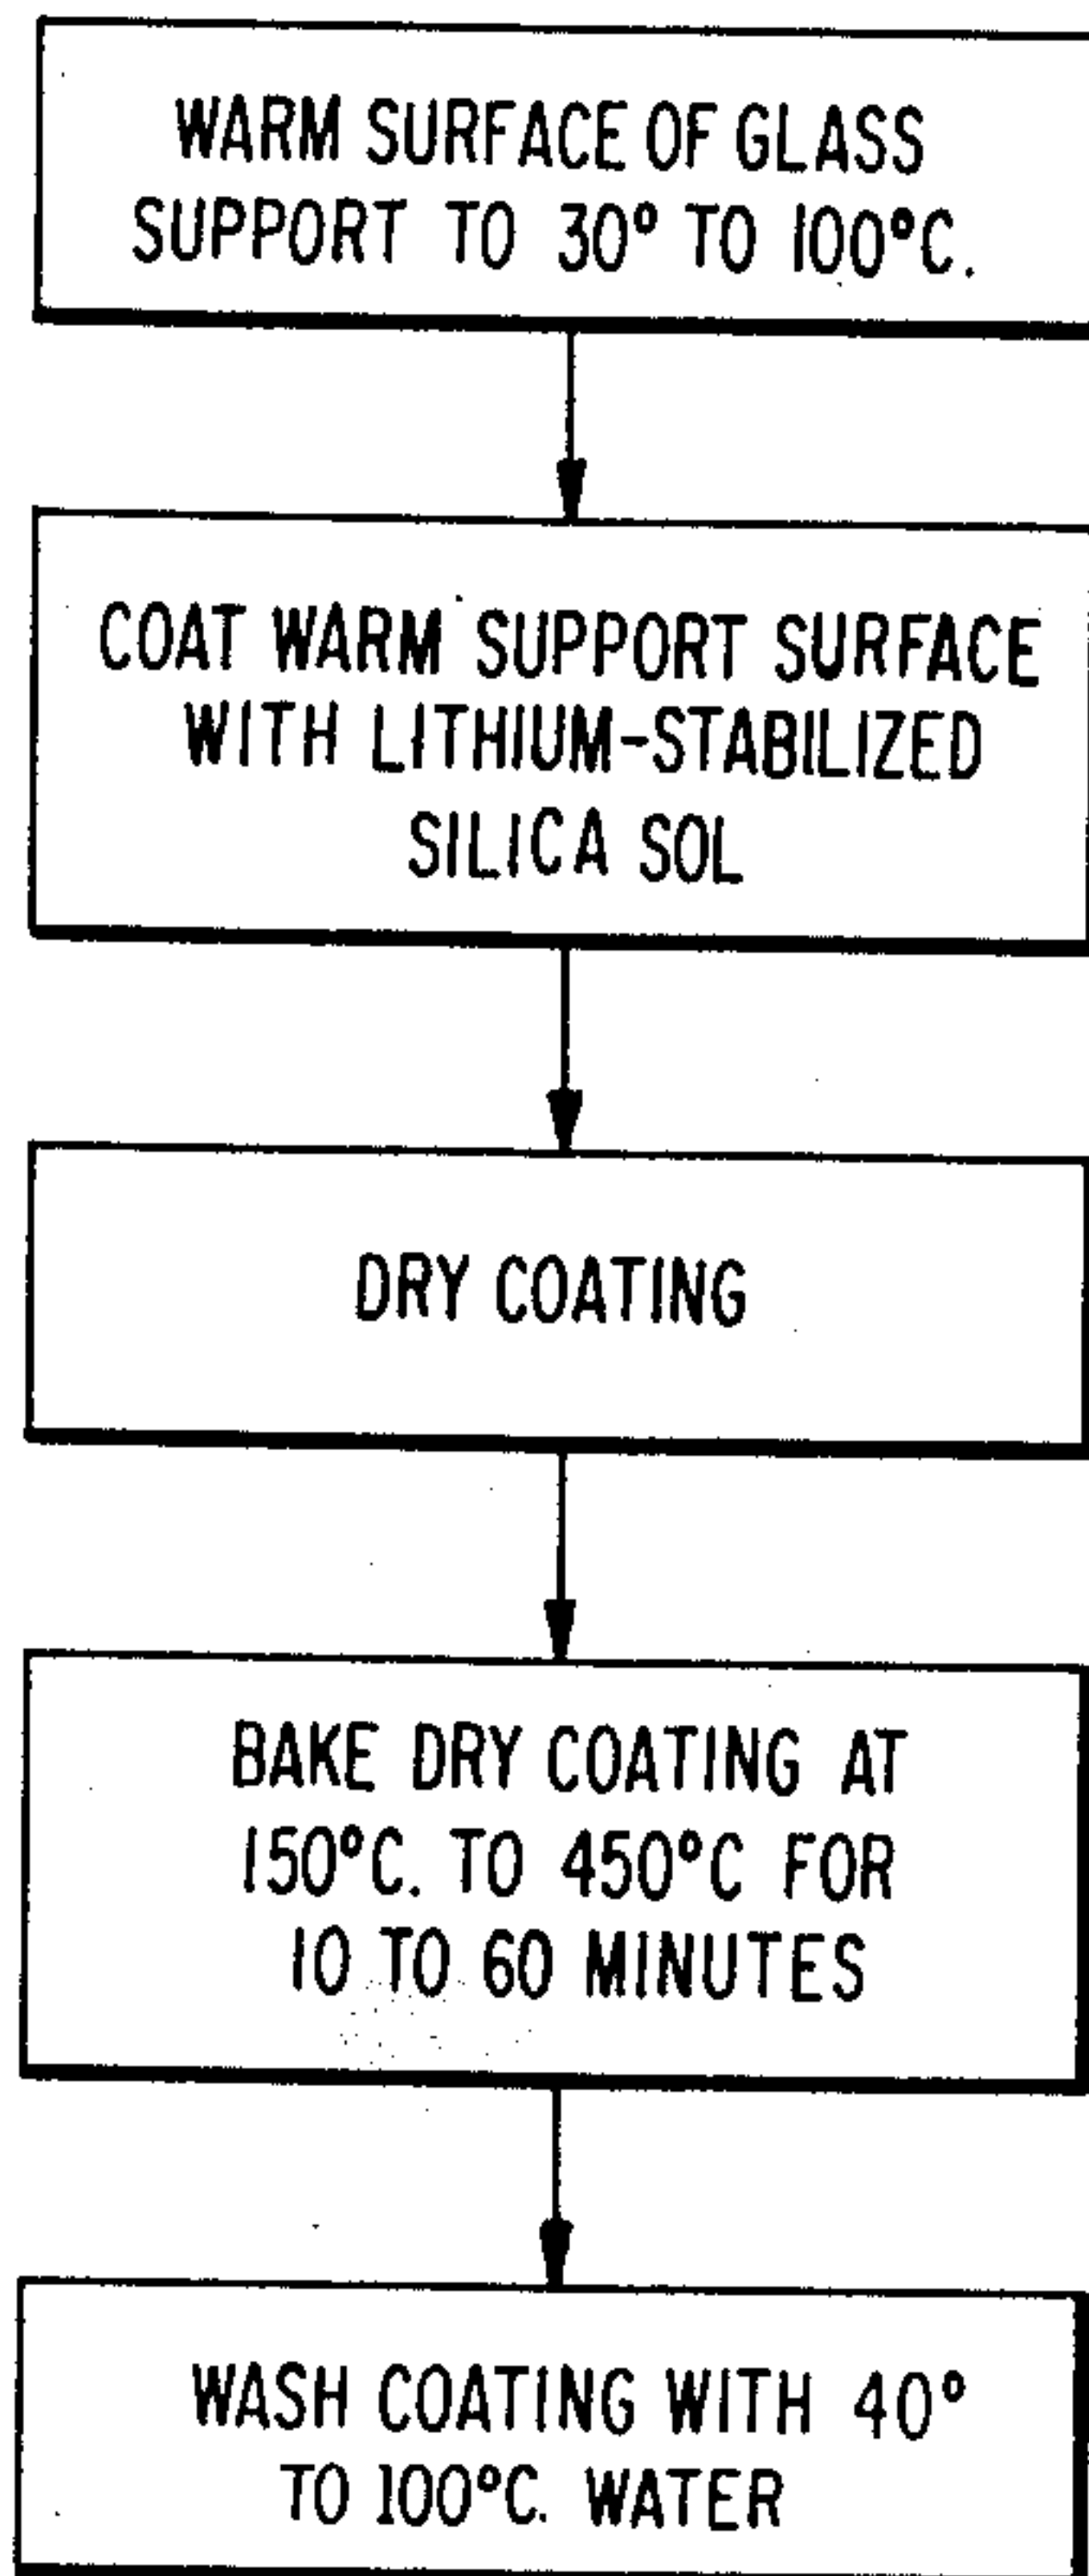 WARM SURFACE OF GLASS
SUPPORT TO 30° TO 100°C.
COAT WARM SUPPORT SURFACE
WITH LITHIUM-STABILIZED
SILICA SOL
DRY COATING
BAKE DRY COATING AT
150°C. TO 450°C FOR
10 TO 60 MINUTES
WASH COATING WITH 40°
TO 100°C. WATER